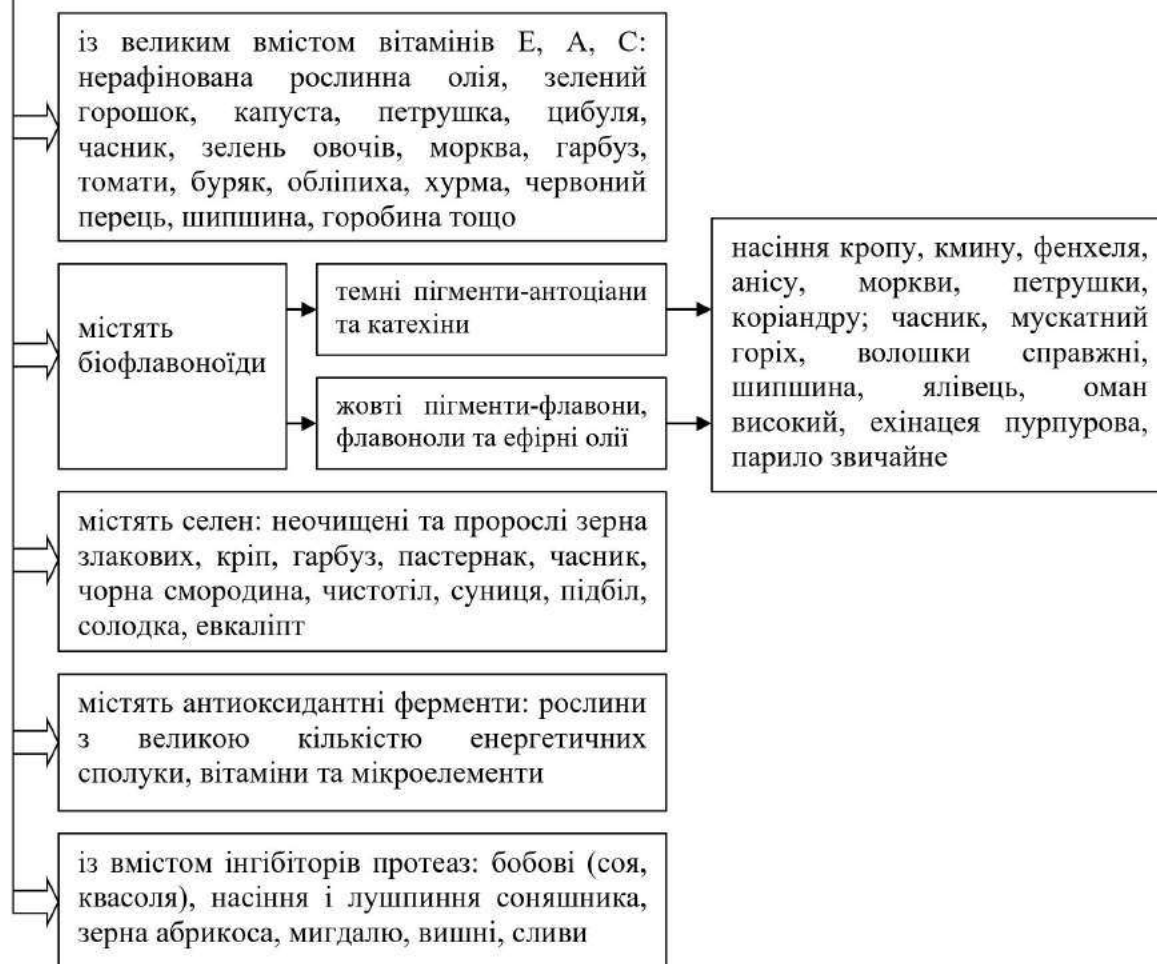 із великим вмістом вітамінів Е, А, С:
нерафінована рослинна олія, зелений
горошок, капуста, петрушка, цибуля,
часник, зелень овочів, морква, гарбуз,
томати, буряк, обліпиха, хурма, червоний
перець, шипшина, горобина тощо
містять
біофлавоноїди
темні пігменти-антоціани
та катехіни
жовті пігменти-флавони,
флавоноли та ефірні олії
насіння кропу, кмину, фенхеля,
анісу, моркви, петрушки,
коріандру; часник, мускатний
горіх, волошки справжні,
шипшина, ялівець, оман
високий, ехінацея пурпурова,
парило звичайне
містять селен: неочищені та пророслі зерна
злакових, кріп, гарбуз, пастернак, часник,
чорна смородина, чистотіл, суниця, підбіл,
солодка, евкаліпт
містять антиоксидантні ферменти: рослини
з великою кількістю енергетичних
сполуки, вітаміни та мікроелементи
із вмістом інгібіторів протеаз: бобові (соя,
квасоля), насіння і лушпиння соняшника,
зерна абрикоса, мигдалю, вишні, сливи